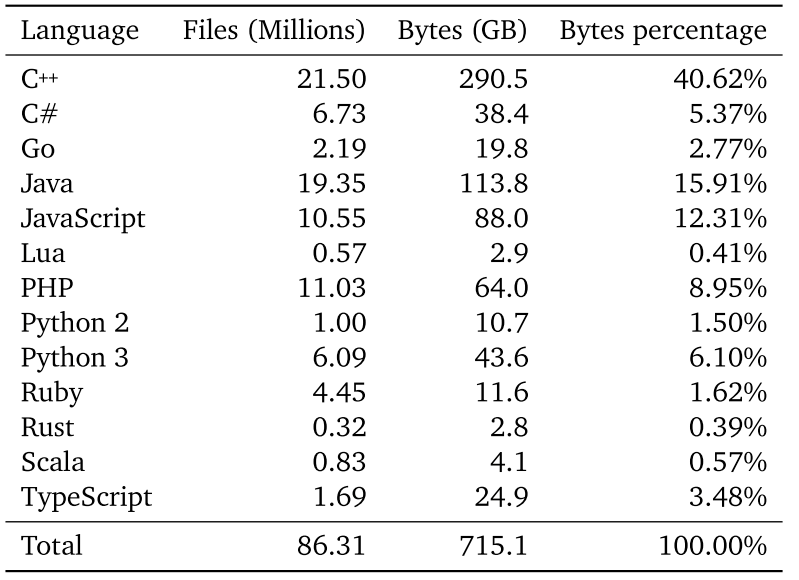 Language Files (Millions) Bytes (GB) Bytes percentage
C++ 21.50 290.5 40.62%
C# 6.73 38.4 5.37%
Go 2.19 19.8 2.77%
Java 19.35 113.8 15.91%
JavaScript 10.55 88.0 12.31%
Lua 0.57 2.9 0.41%
PHP 11.03 64.0 8.95%
Python 2 1.00 10.7 1.50%
Python 3 6.09 43.6 6.10%
Ruby 4.45 11.6 1.62%
Rust 0.32 2.8 0.39%
Scala 0.83 4.1 0.57%
TypeScript 1.69 24.9 3.48%
Total 86.31 715.1 100.00%